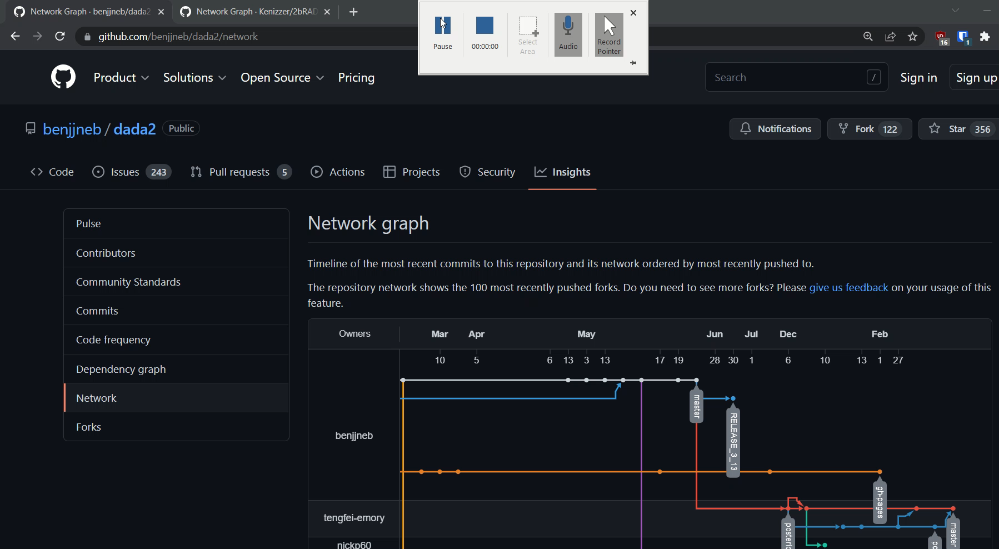 Network Graph · benjjneb/dada2
Network Graph · Kenizzer/2bRAD
github.com/benjjneb/dada2/network
Pause
00:00:00
Select Area
Audio
Record Pointer
16
1
Product
Solutions
Open Source
Pricing
Search
/
Sign in
Sign up
benjjneb / dada2
Public
Notifications
Fork 122
Star 356
Code
Issues 243
Pull requests 5
Actions
Projects
Security
Insights
Pulse
Contributors
Community Standards
Commits
Code frequency
Dependency graph
Network
Forks
Network graph
Timeline of the most recent commits to this repository and its network ordered by most recently pushed to.
The repository network shows the 100 most recently pushed forks. Do you need to see more forks? Please give us feedback on your usage of this
feature.
Owners Mar Apr May Jun Jul Dec Feb
10 5 6 13 3 13 17 19 28 30 1 6 10 13 1 27
master
RELEASE_3_13
benjjneb
gh-pages
tengfei-emory
master
nickp60